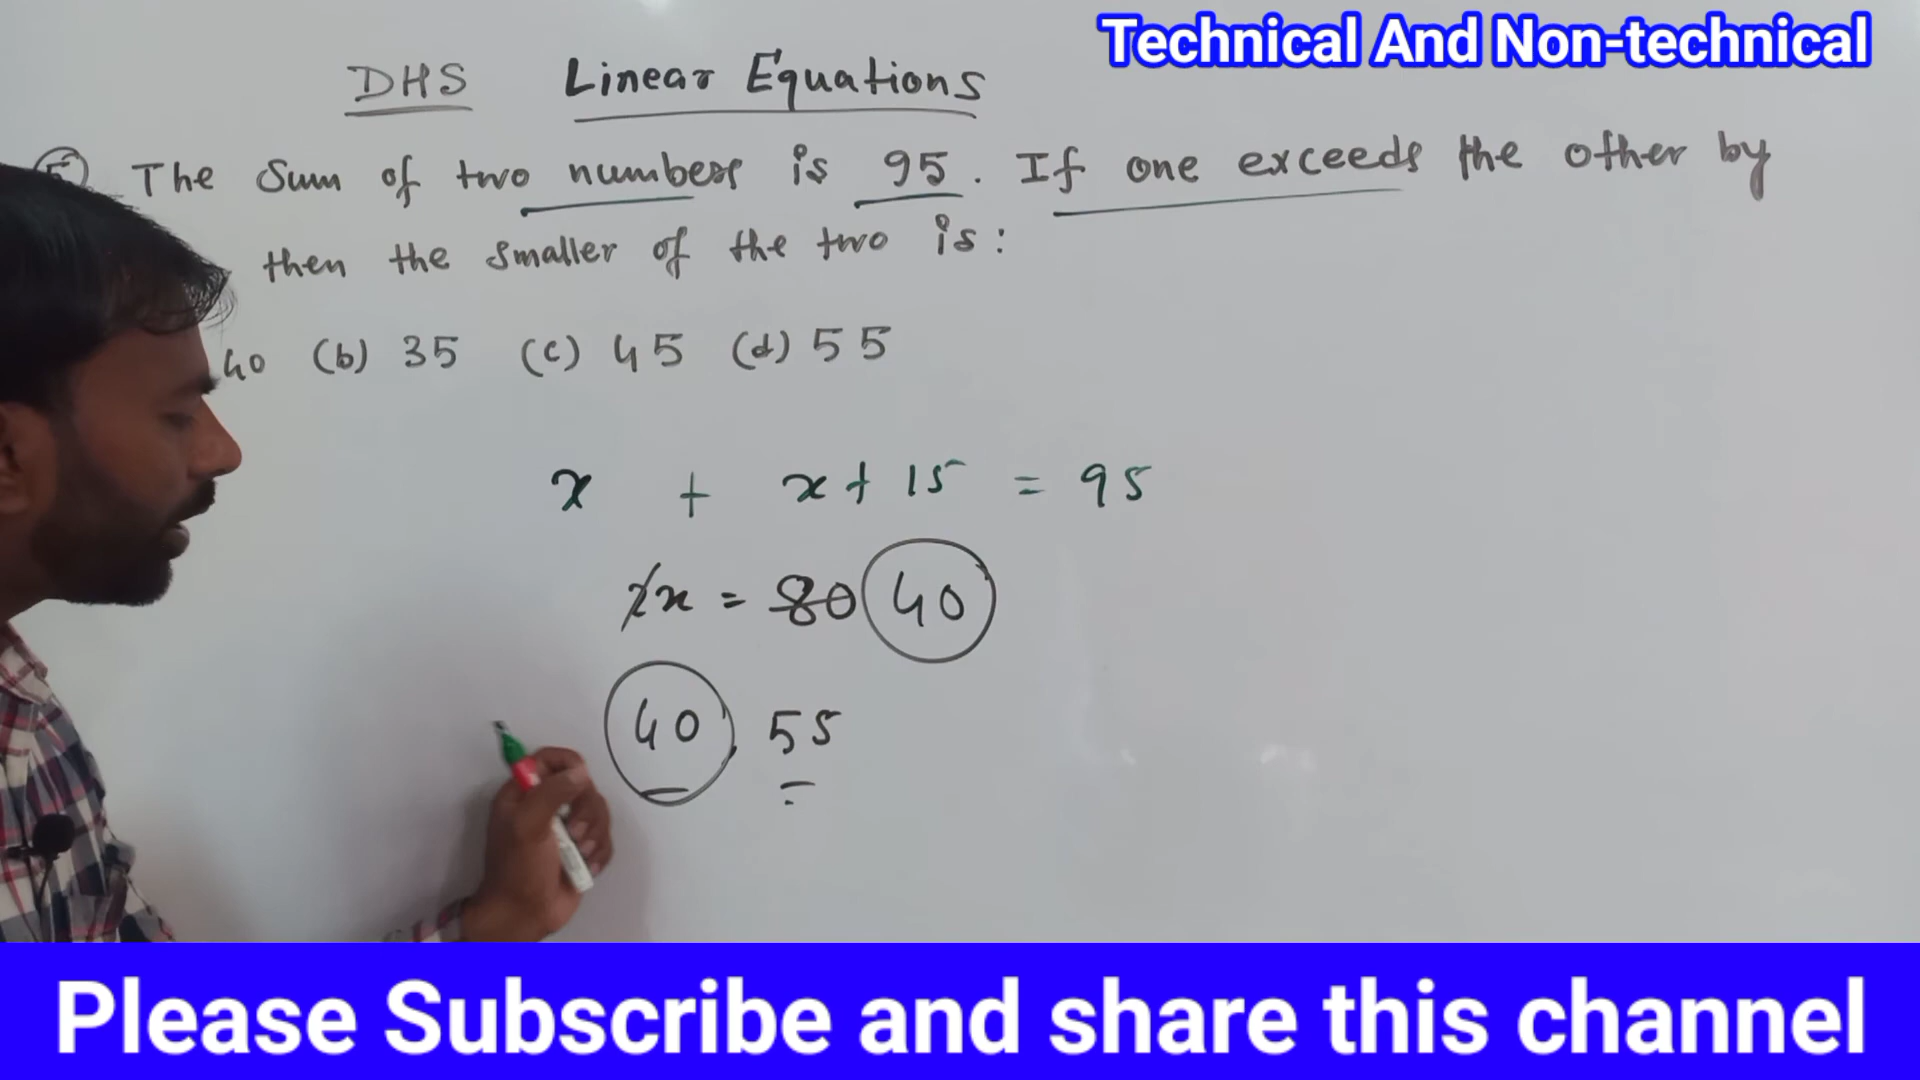 Technical And Non-technical
DHS Linear Equations
The Sum of two numbers is 95. If one exceeds the other by
then the smaller of the two is:
40 (b) 35 (c) 45 (d) 55
x + x + 15 = 95
2x = 80 40
40, 55
Please Subscribe and share this channel